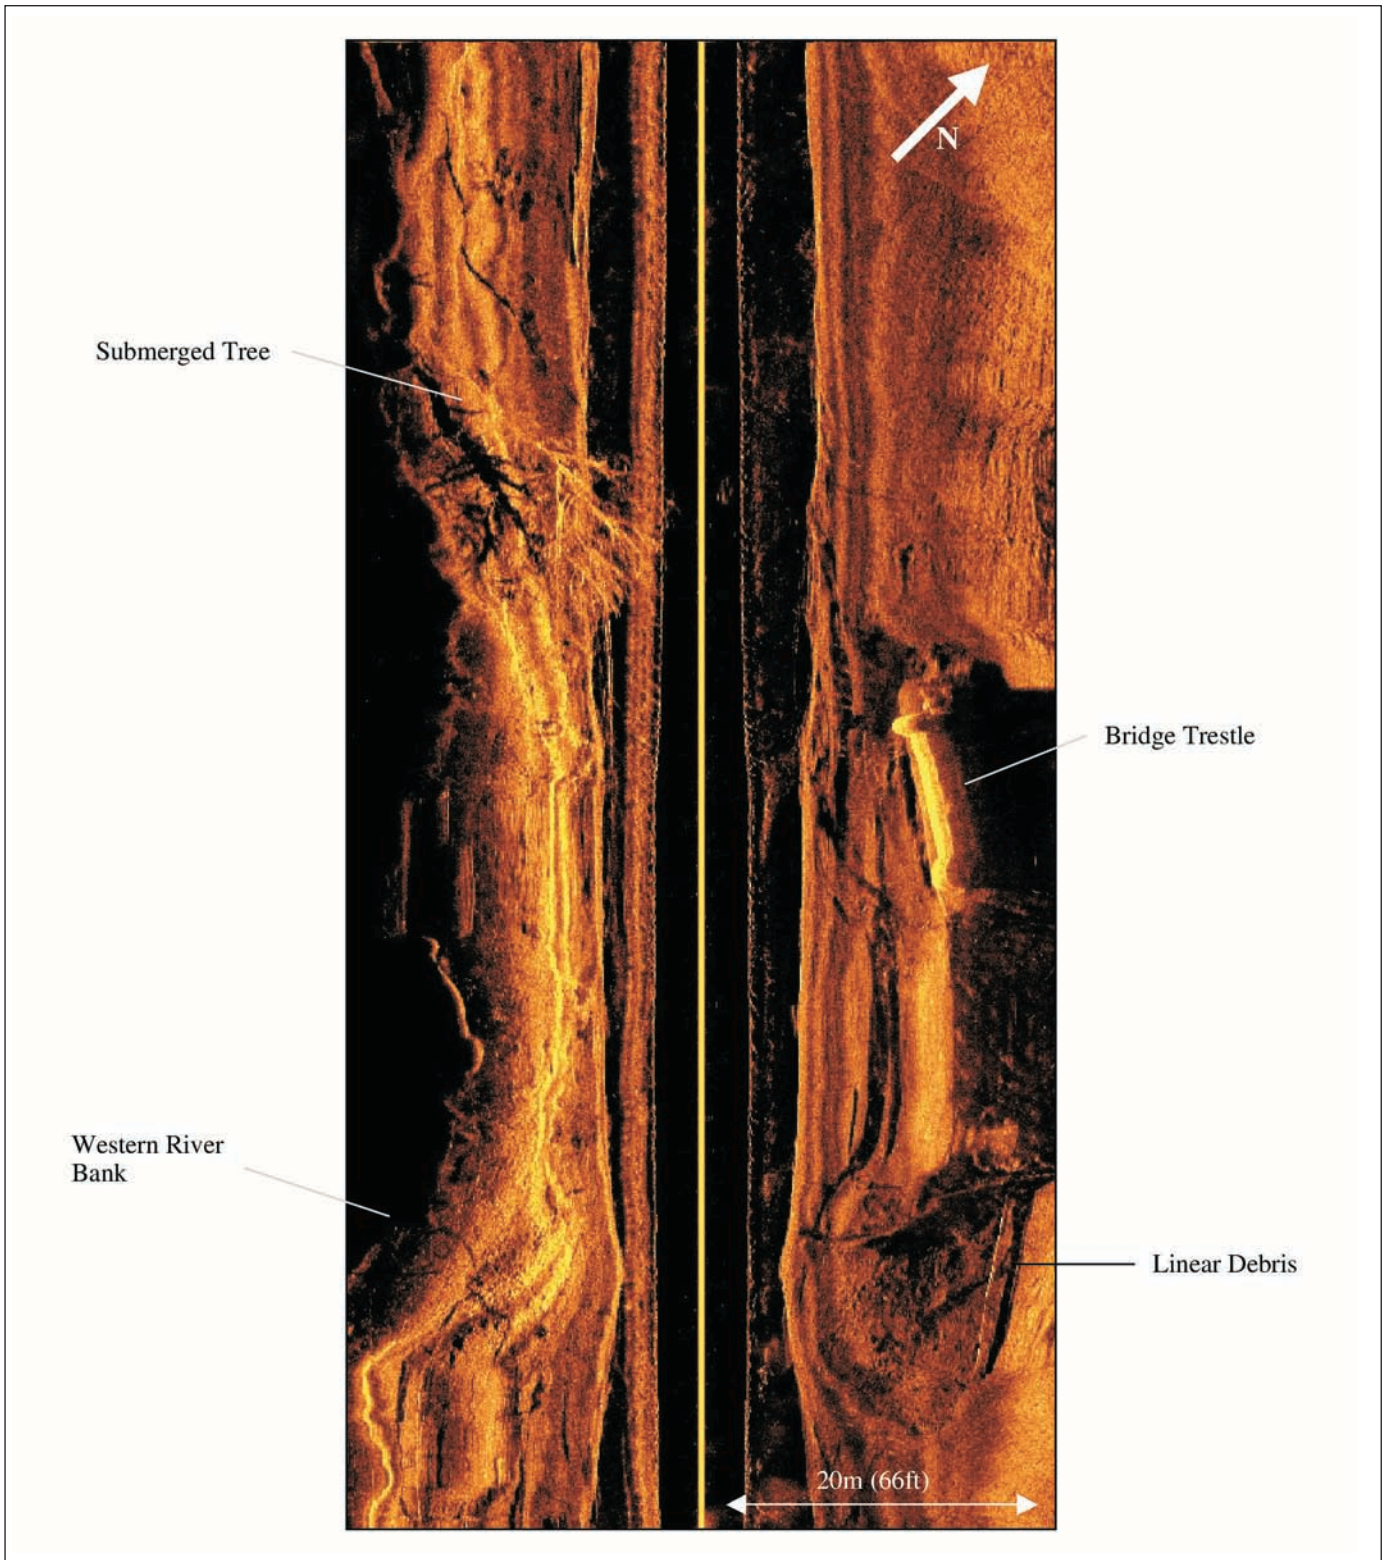 N
Submerged Tree
Bridge Trestle
Western River
Bank
Linear Debris
20m (66ft)